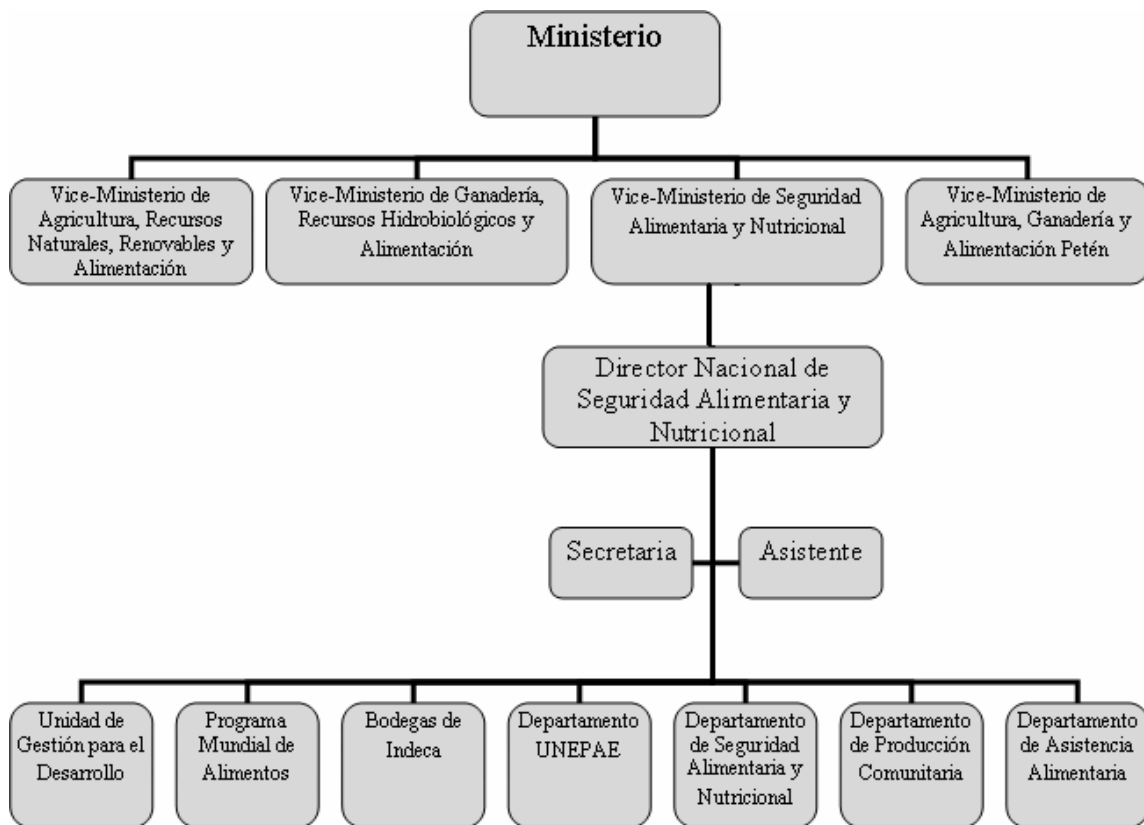 Ministerio
Vice-Ministerio de
Agricultura, Recursos
Naturales, Renovables y
Alimentación
Vice-Ministerio de Ganadería,
Recursos Hidrobiológicos y
Alimentación
Vice-Ministerio de Seguridad
Alimentaria y Nutricional
Vice-Ministerio de
Agricultura, Ganadería y
Alimentación Petén
Director Nacional de
Seguridad Alimentaria y
Nutricional
Secretaria
Asistente
Unidad de
Gestión para el
Desarrollo
Programa
Mundial de
Alimentos
Bodegas de
Indeca
Departamento
UNEPAE
Departamento
de Seguridad
Alimentaria y
Nutricional
Departamento
de Producción
Comunitaria
Departamento
de Asistencia
Alimentaria